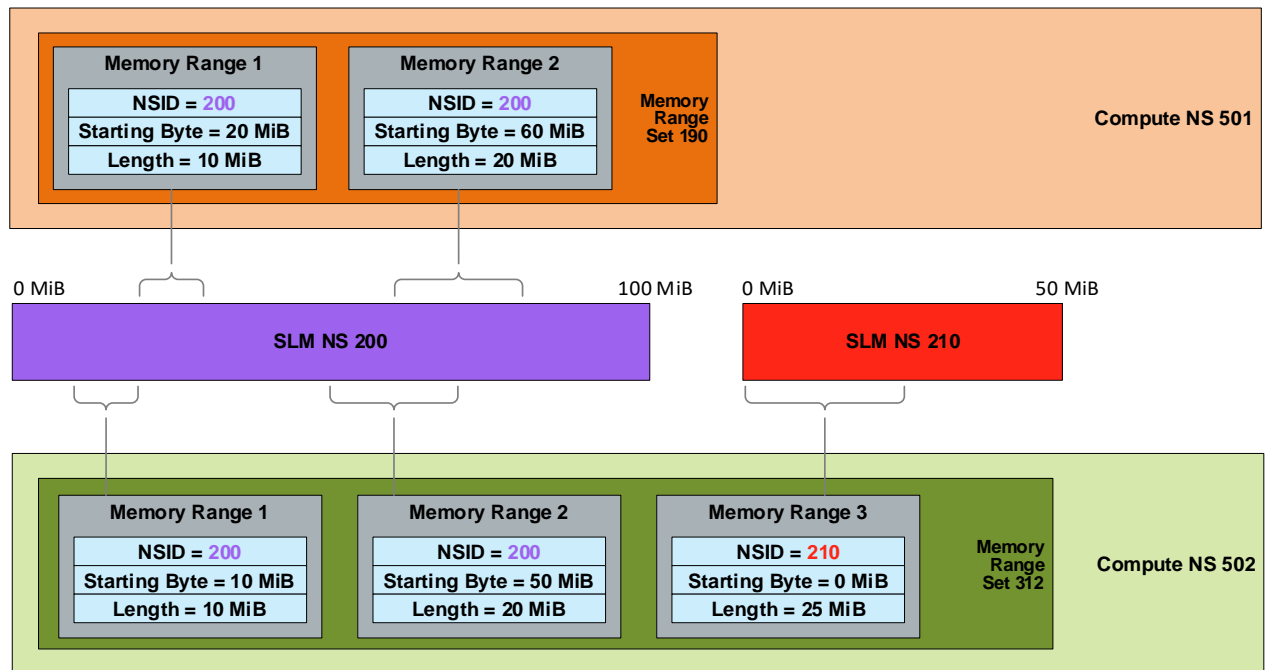 Memory Range 1
NSID = 200
Starting Byte = 20 MiB
Length = 10 MiB
Memory Range 2
NSID = 200
Starting Byte = 60 MiB
Length = 20 MiB
Memory
Range
Set 190
Compute NS 501
0 MiB
100 MiB
SLM NS 200
0 MiB
50 MiB
SLM NS 210
Memory Range 1
NSID = 200
Starting Byte = 10 MiB
Length = 10 MiB
Memory Range 2
NSID = 200
Starting Byte = 50 MiB
Length = 20 MiB
Memory Range 3
NSID = 210
Starting Byte = 0 MiB
Length = 25 MiB
Memory
Range
Set 312
Compute NS 502